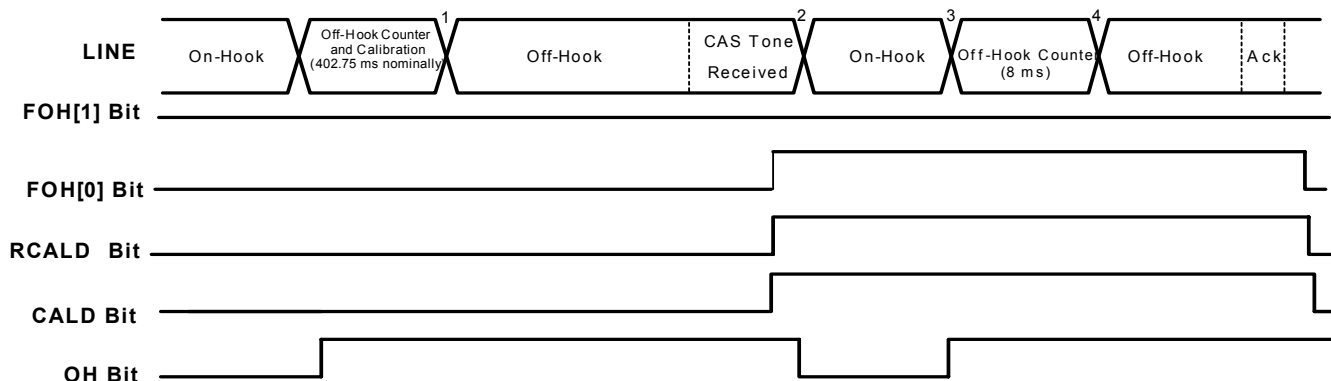 1 2 3 4
LINE
On-Hook
Off-Hook Counter
and Calibration
(402.75 ms nominally)
Off-Hook
CAS Tone
Received
On-Hook
Off-Hook Counter
(8 ms)
Off-Hook
Ack
FOH[1] Bit
FOH[0] Bit
RCALD Bit
CALD Bit
OH Bit